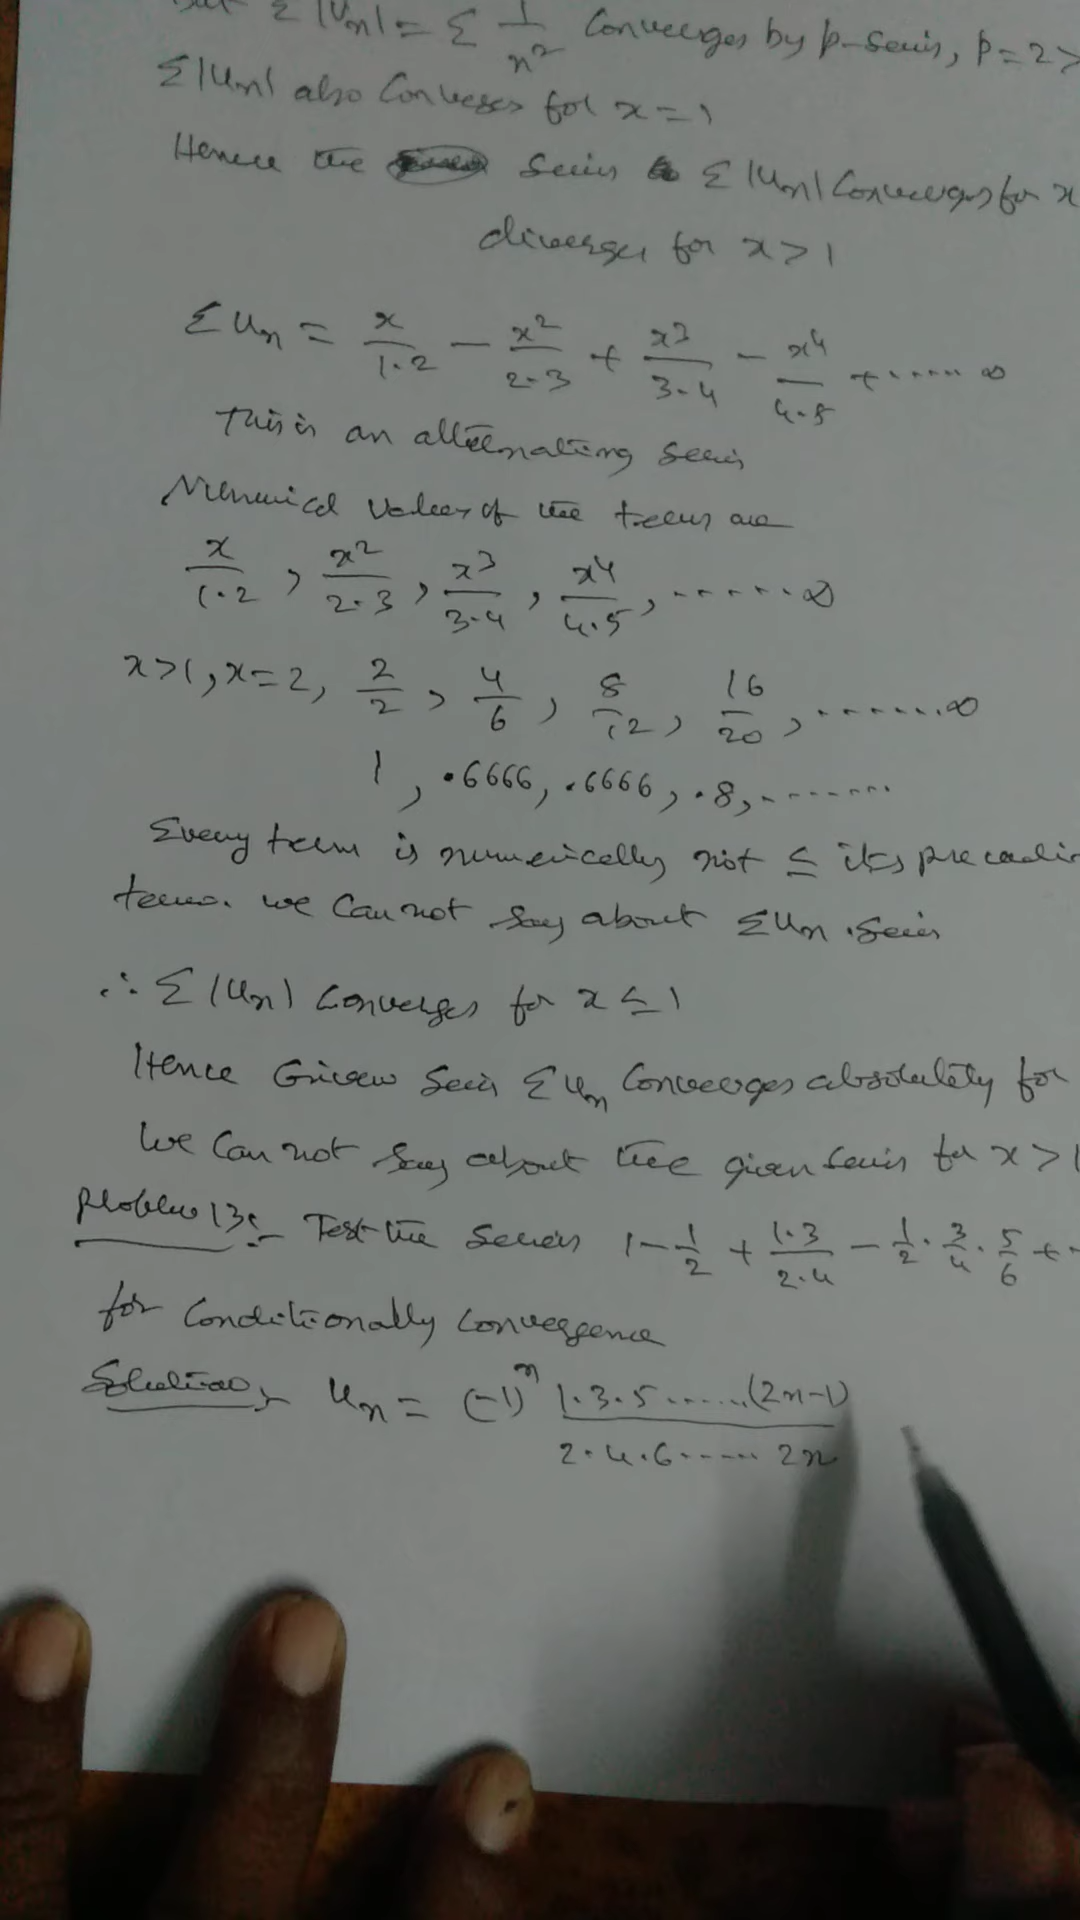 But Σ|Vn| = Σ 1/n² Converges by p-series, p=2>
Σ|Un| also Converges for x=1
Hence the series Σ|Un| Converges for x
diverges for x>1
ΣUn = x/1.2 - x²/2.3 + x³/3.4 - x⁴/4.5 + ...... ∞
This is an alternating series
Numerical values of the terms are
x/1.2, x²/2.3, x³/3.4, x⁴/4.5, ...... ∞
x>1, x=2, 2/2, 4/6, 8/12, 16/20, ....... ∞
1, .6666, .6666, .8, ........
Every term is numerically not ≤ its precedin
terms. we Can not Say about ΣUn series
∴ Σ|Un| Converges for x ≤ 1
Hence Given Series ΣUn Converges absolutely for
We Can not Say about the given series for x>1
Problem 13:- Test the Series 1 - 1/2 + 1.3/2.4 - 1/2 . 3/4 . 5/6 + .
for Conditionally Convergence
Solution:- Un = (-1)ⁿ 1.3.5......(2n-1)/2.4.6..... 2n